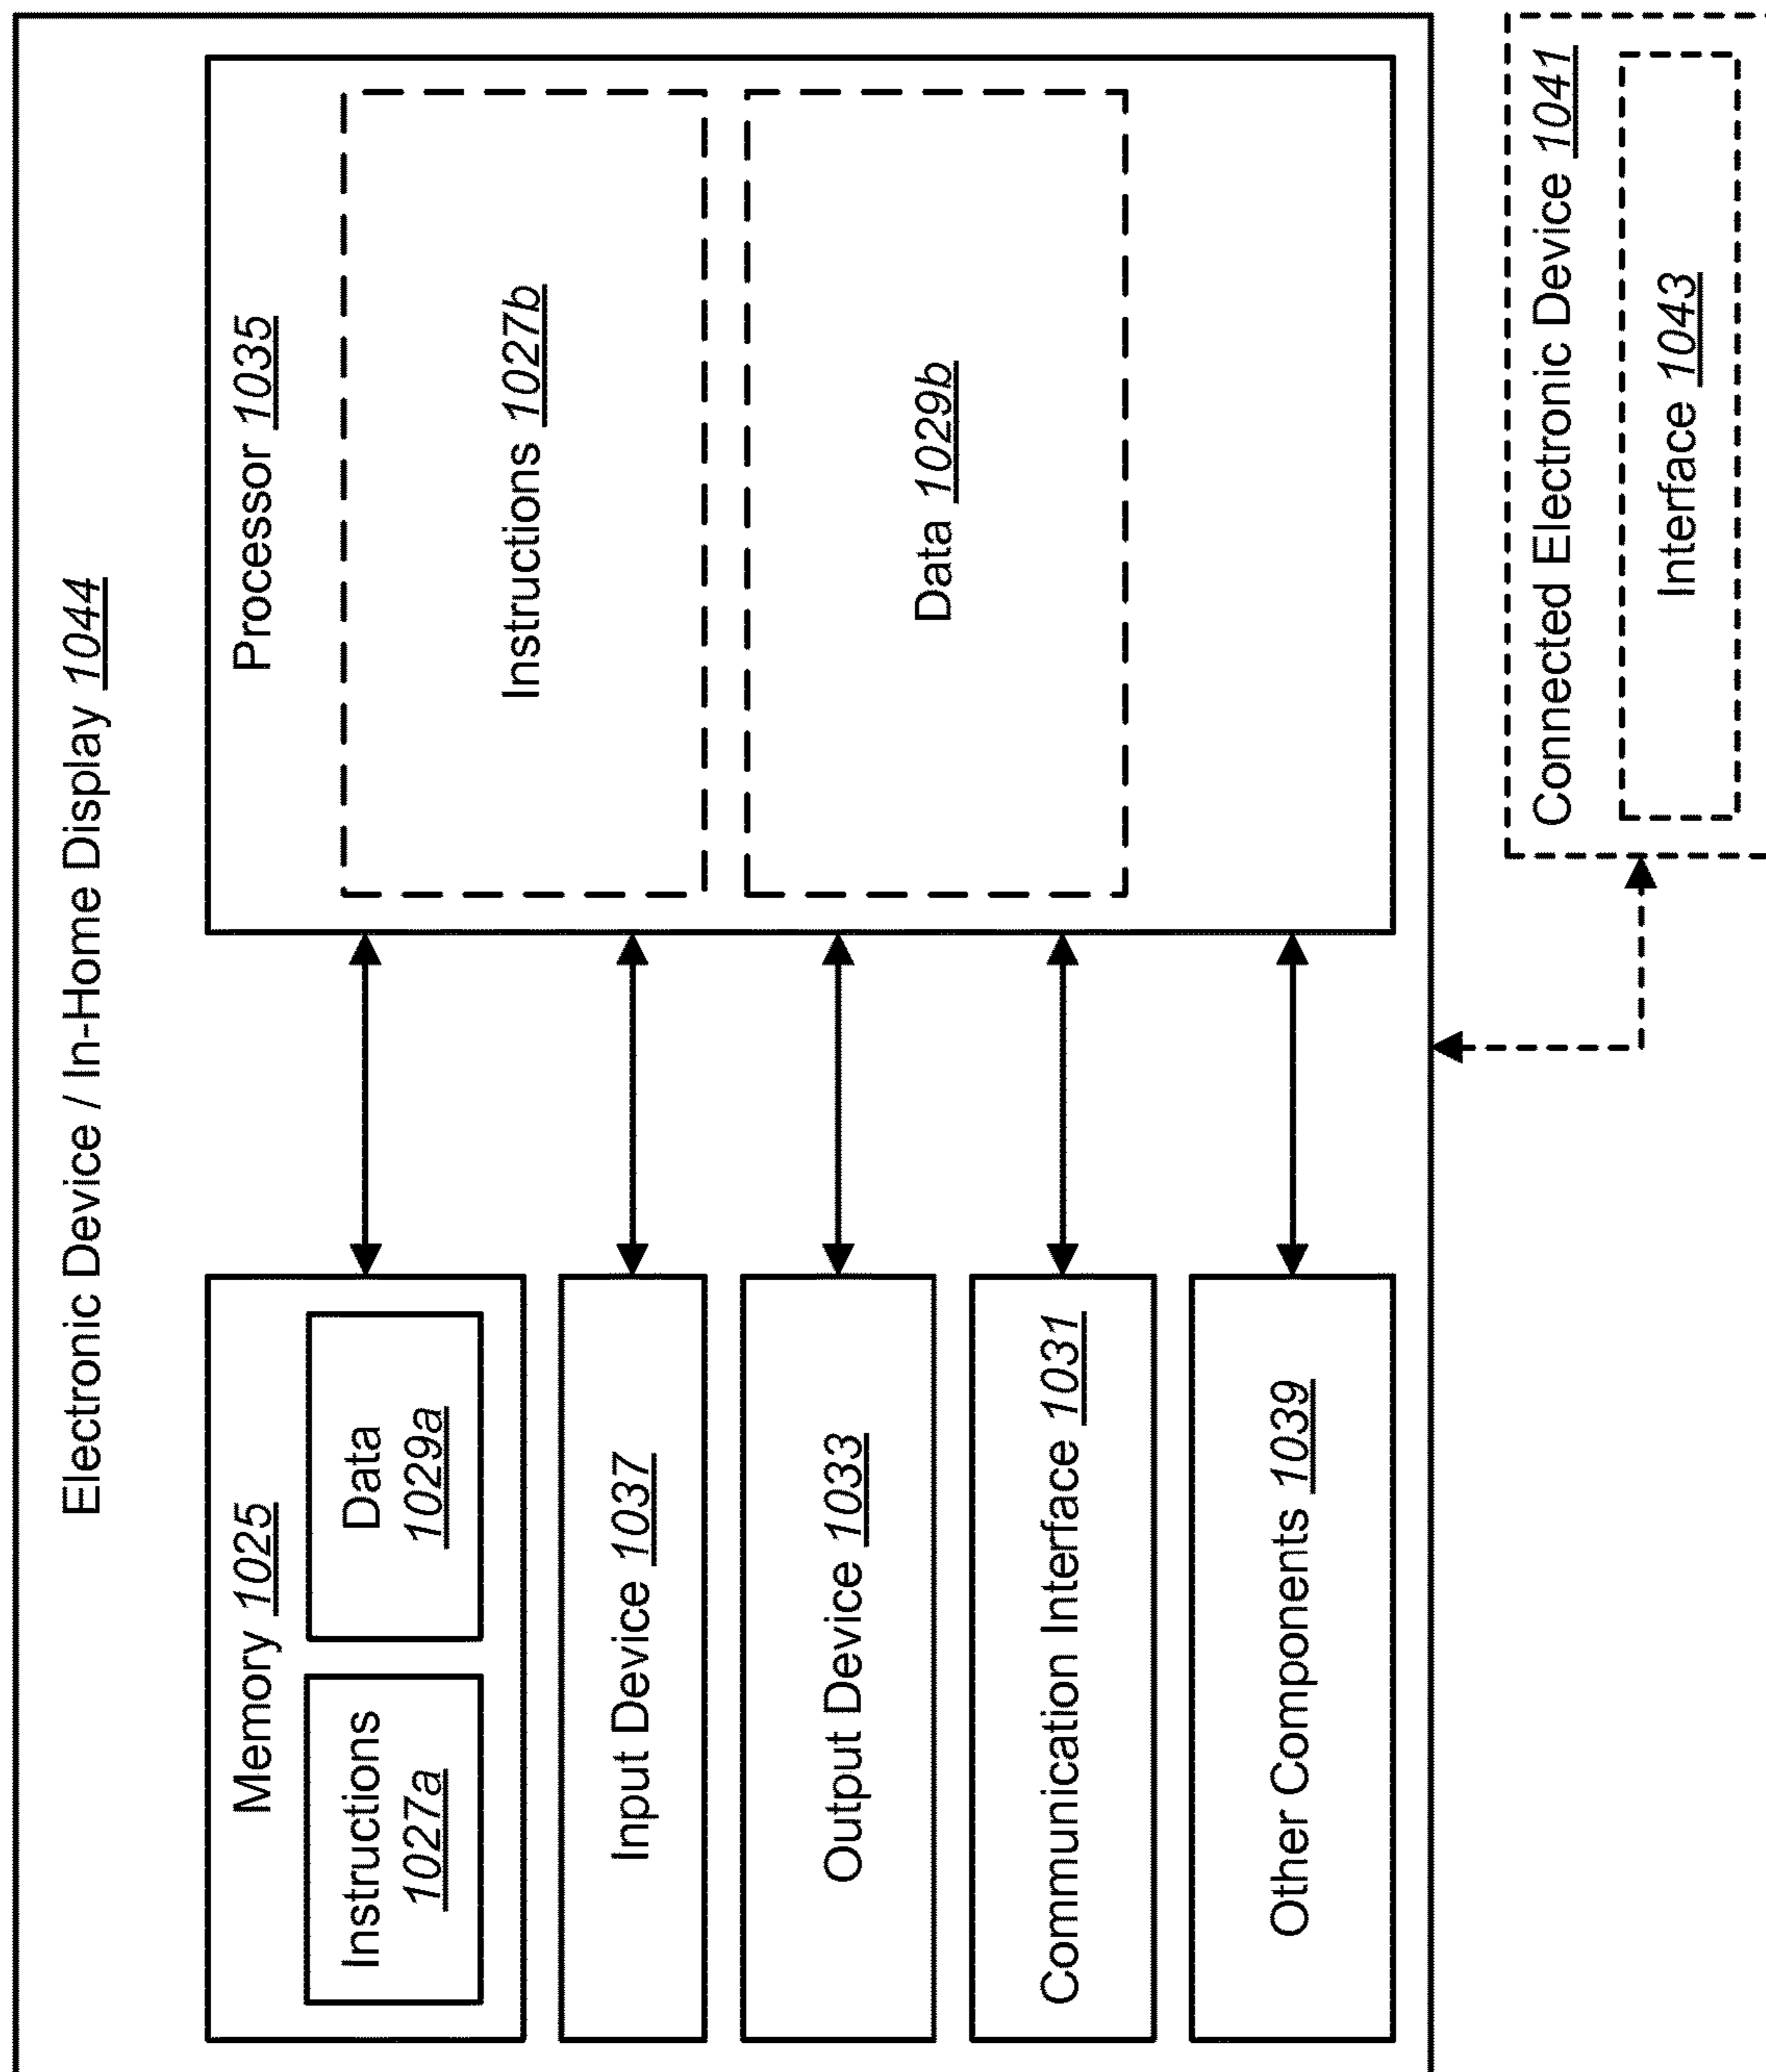 Electronic Device / In-Home Display 1044
Memory 1025
Instructions
1027a
Data
1029a
Input Device 1037
Output Device 1033
Communication Interface 1031
Other Components 1039
Processor 1035
Instructions 1027b
Data 1029b
Connected Electronic Device 1041
Interface 1043